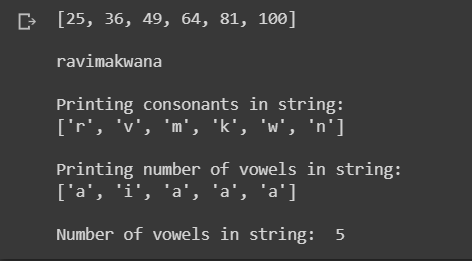 [25, 36, 49, 64, 81, 100]
ravimakwana
Printing consonants in string:
['r', 'v', 'm', 'k', 'w', 'n']
Printing number of vowels in string:
['a', 'i', 'a', 'a', 'a']
Number of vowels in string:  5